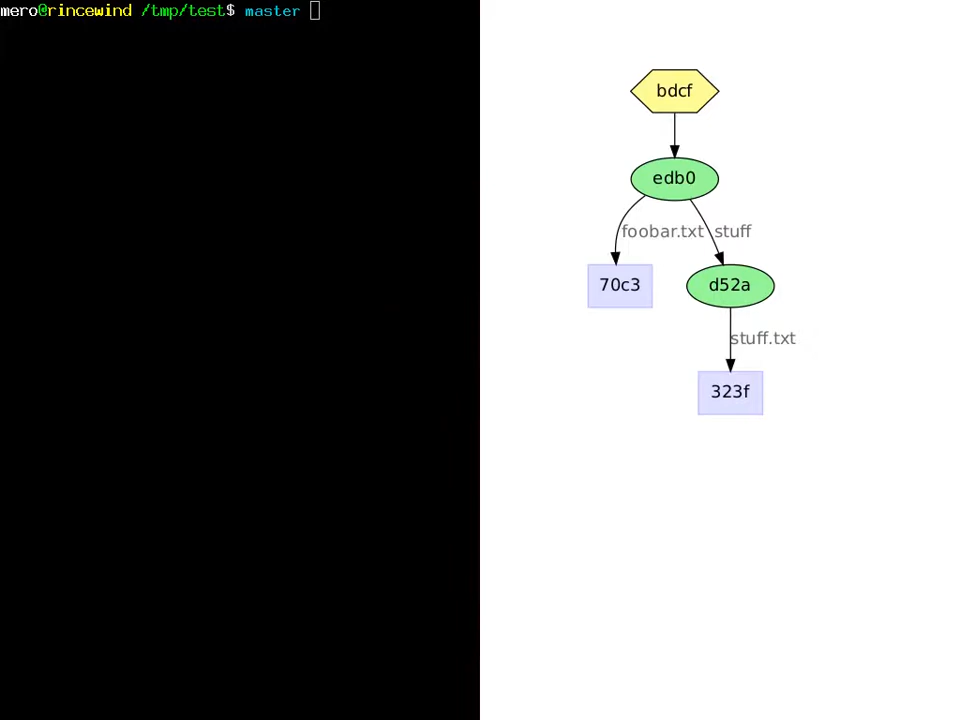 mero@rincewind /tmp/test$ master
bdcf
edb0
foobar.txt stuff
70c3 d52a
stuff.txt
323f